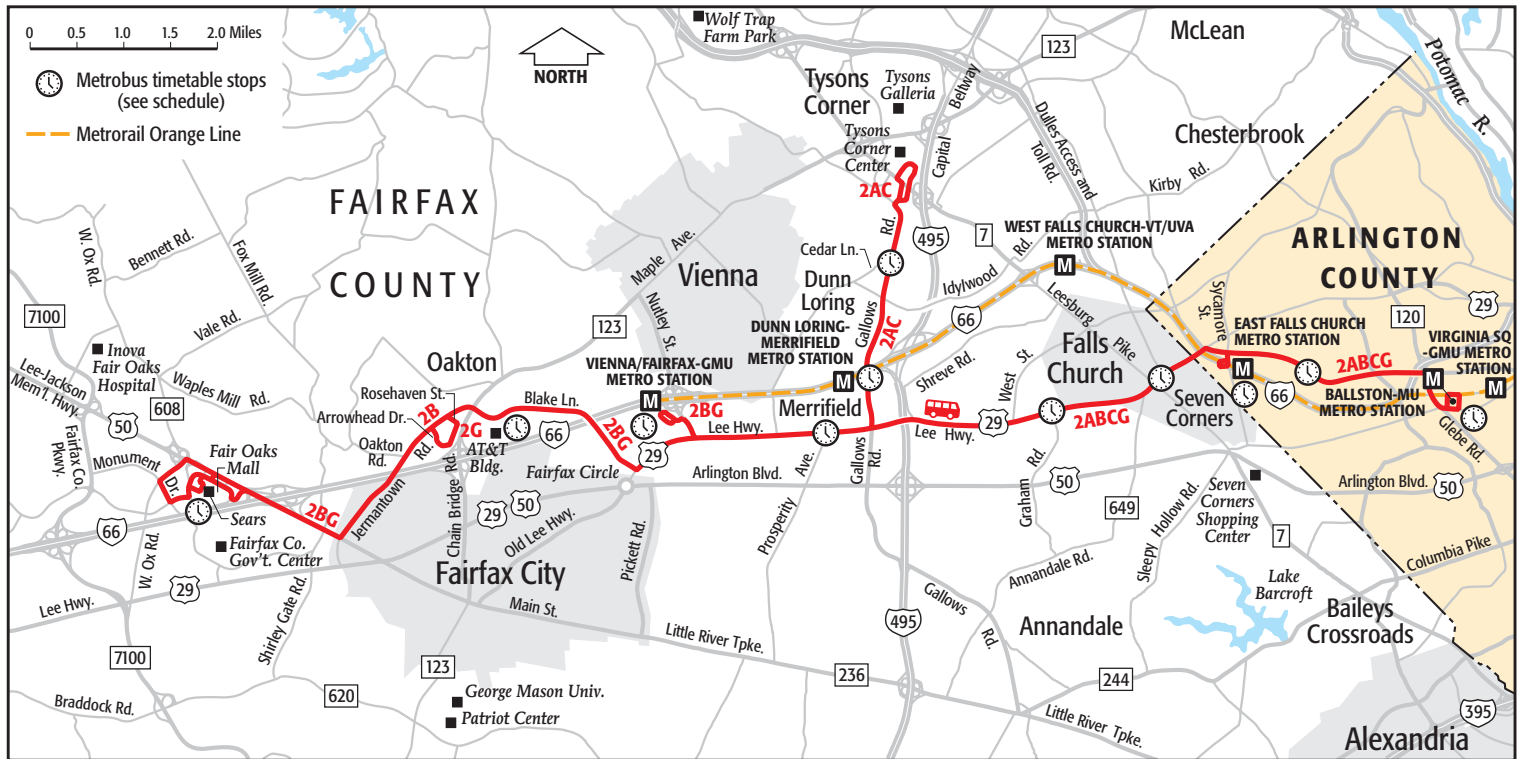 0 0.5 1.0 1.5 2.0 Miles
Metrobus timetable stops
(see schedule)
Metrorail Orange Line
NORTH
Wolf Trap
Farm Park
123
McLean
Potomac R.
Tysons
Corner
Tysons
Galleria
Tysons
Corner
Center
Capital
Beltway
Dulles Access and
Toll Rd.
Chesterbrook
Kirby Rd.
FAIRFAX
COUNTY
W. Ox Rd.
Bennett Rd.
Fox Mill Rd.
Vale Rd.
Maple Ave.
Vienna
Nutley St.
2AC
Rd.
Cedar Ln.
Dunn
Loring
Gallows
2AC
495
7
Idylwood
Rd.
WEST FALLS CHURCH-VT/UVA
METRO STATION
M
Leesburg
Pike
ARLINGTON
COUNTY
Sycamore
St.
29
120
EAST FALLS CHURCH
METRO STATION
M
VIRGINIA SQ
-GMU METRO
STATION
M
2ABCG
M
BALLSTON-MU
METRO STATION
Glebe Rd.
66
7100
Inova
Fair Oaks
Hospital
Lee-Jackson
Mem'l. Hwy.
Waples Mill Rd.
608
50
Fairfax Co.
Pkwy.
Monument
Dr.
Fair Oaks
Mall
Sears
Fairfax Co.
Gov't. Center
66
W. Ox Rd.
29
Lee Hwy.
7100
Braddock Rd.
620
Shirley Gate Rd.
2BG
Jermantown
Rd.
Oakton
Rosehaven St.
Arrowhead Dr.
Oakton
Rd.
2B
2G
123
Blake Ln.
AT&T
Bldg.
66
VIENNA/FAIRFAX-GMU
METRO STATION
M
2BG
2BG
29
Fairfax Circle
Chain Bridge Rd.
29
50
Old Lee Hwy.
Fairfax City
Pickett Rd.
Main St.
123
George Mason Univ.
Patriot Center
DUNN LORING-
MERRIFIELD
METRO STATION
M
66
Merrifield
Lee Hwy.
Arlington Blvd.
Prosperity
Ave.
Gallows
Rd.
Shreve Rd.
West
St.
Falls
Church
Lee Hwy.
29
2ABCG
Seven
Corners
Graham
Rd.
50
649
Sleepy Hollow Rd.
Seven
Corners
Shopping
Center
7
Arlington Blvd.
50
Columbia Pike
Annandale Rd.
Lake
Barcroft
Baileys
Crossroads
Gallows
Rd.
495
Annandale
Little River Tpke.
236
244
Little River Tpke.
395
Alexandria